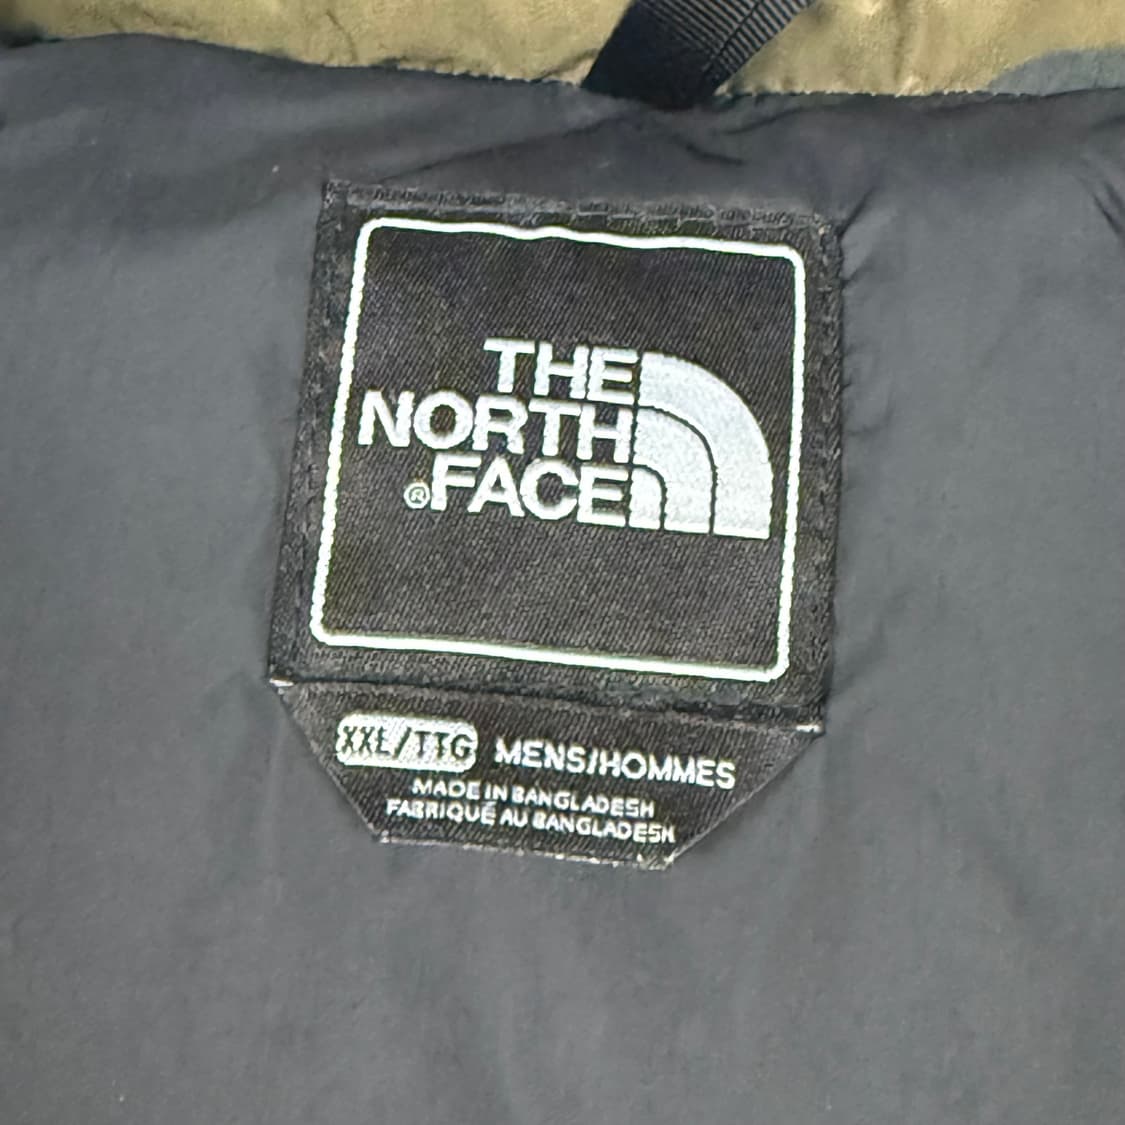 THE
NORTH
®FACE
XXL/TTG MENS/HOMMES
MADE IN BANGLADESH
FABRIQUÉ AU BANGLADESH